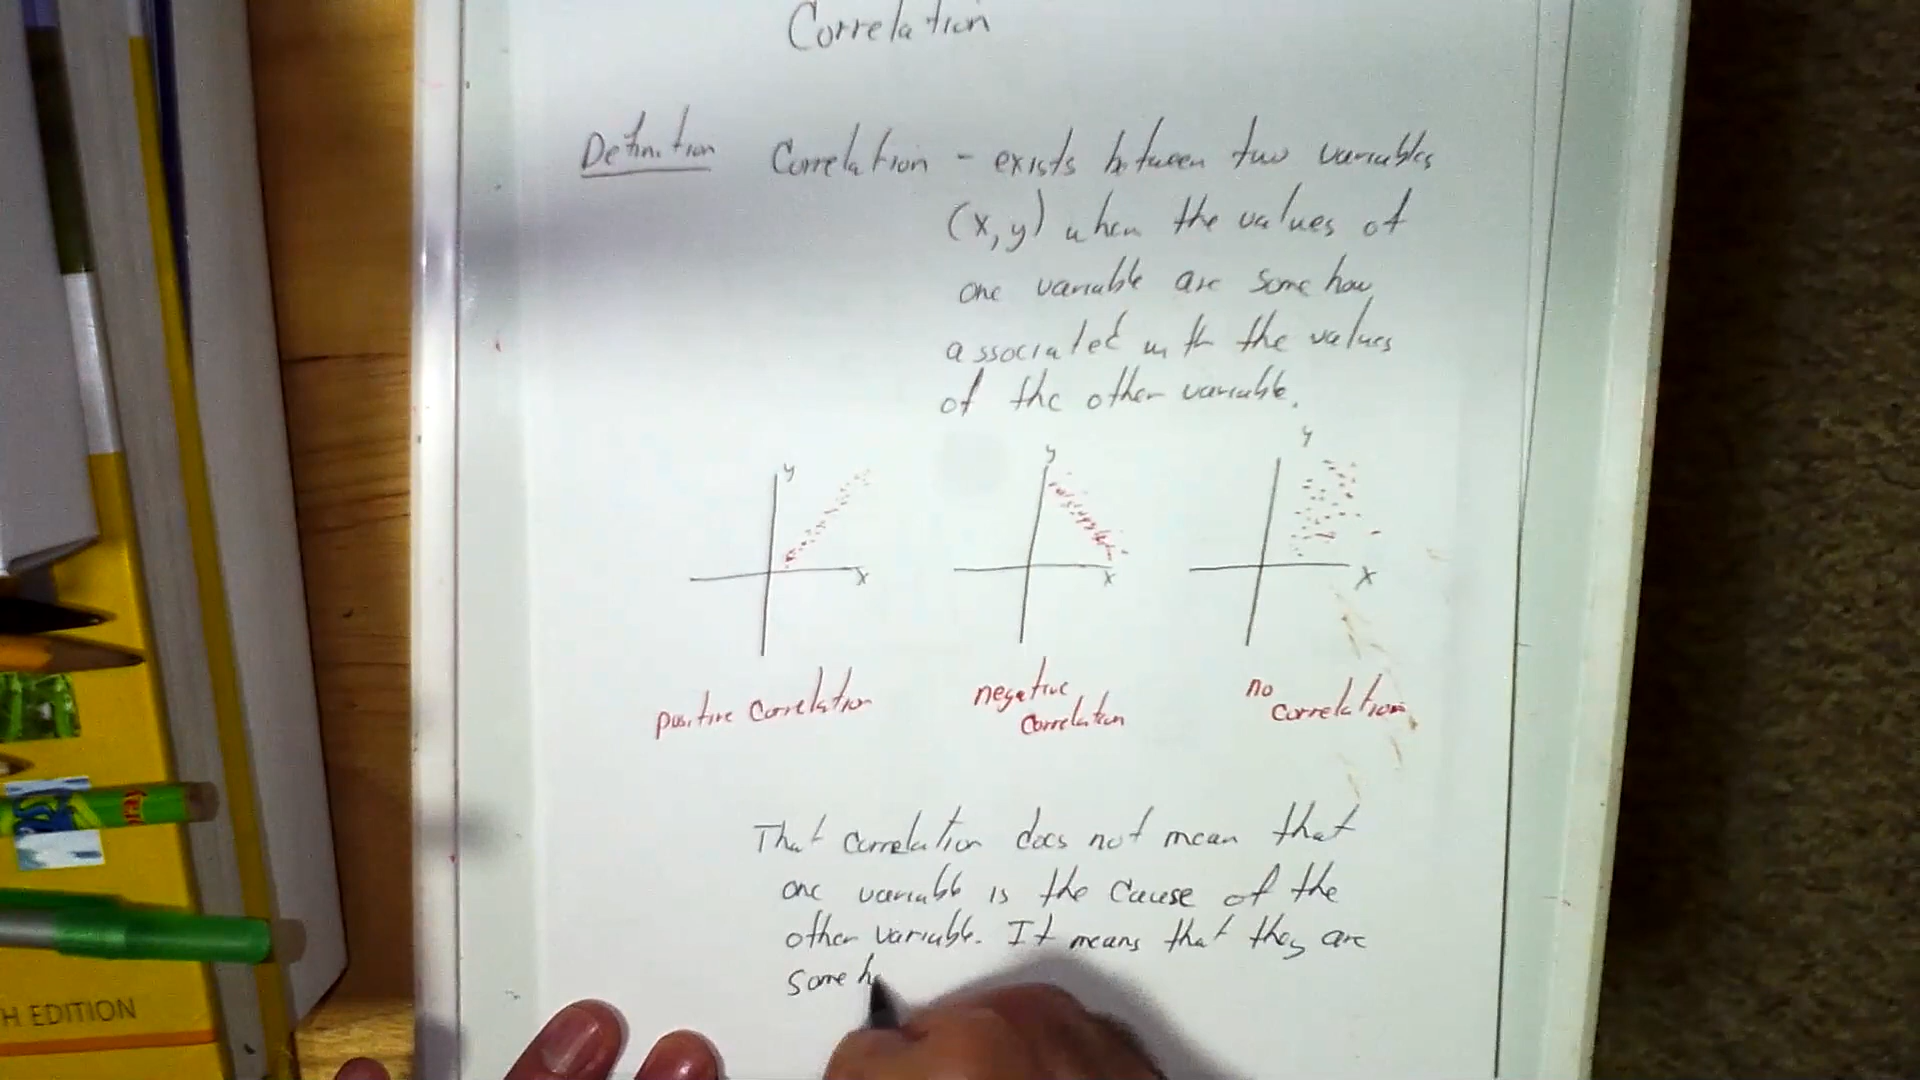 Correlation
Definition Correlation - exists between two variables
(x,y) when the values of
one variable are some how
associated with the values
of the other variable.
y y y
x x x
positive correlation negative correlation no correlation
That correlation does not mean that
one variable is the cause of the
other variable. It means that they are
some h
H EDITION